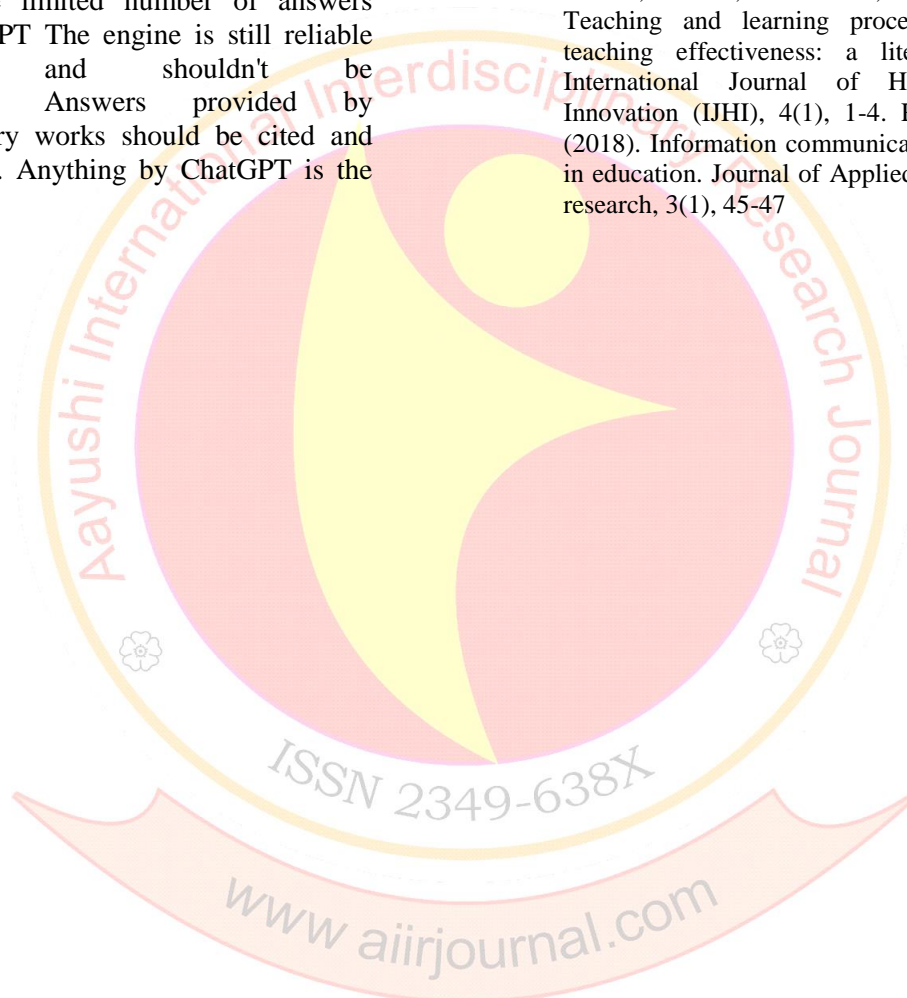 limited number of answers
PT The engine is still reliable
and shouldn't be
Answers provided by
ry works should be cited and
. Anything by ChatGPT is the
Teaching and learning
teaching effectiveness: a
International Journal of
Innovation (IJHI), 4(1), 1-4.
(2018). Information
in education. Journal of Applied
research, 3(1), 45-47
Aayushi International Interdisciplinary Research Journal
ISSN 2349-638X
www aiirjournal.com